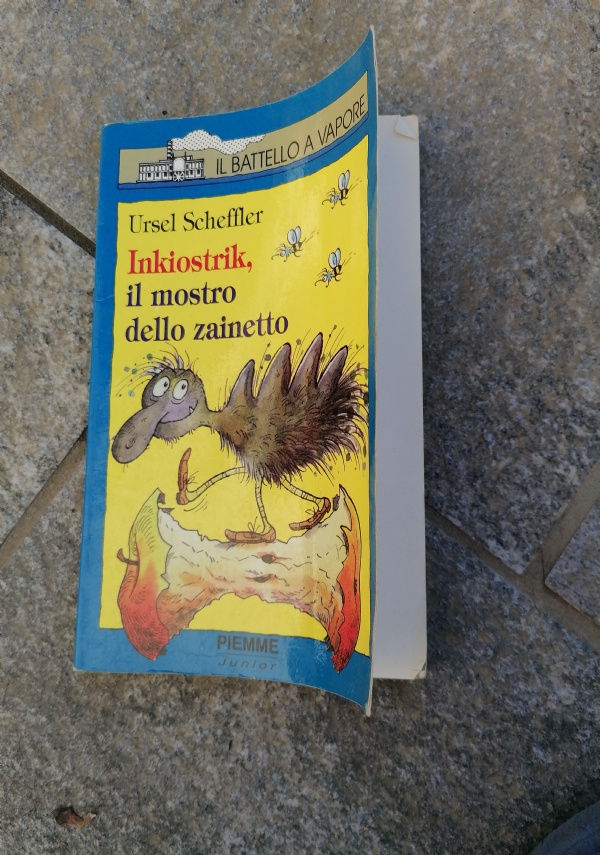 IL BATTELLO A VAPORE
Ursel Scheffler
Inkiostrik,
il mostro
dello zainetto
PIEMME
Junior